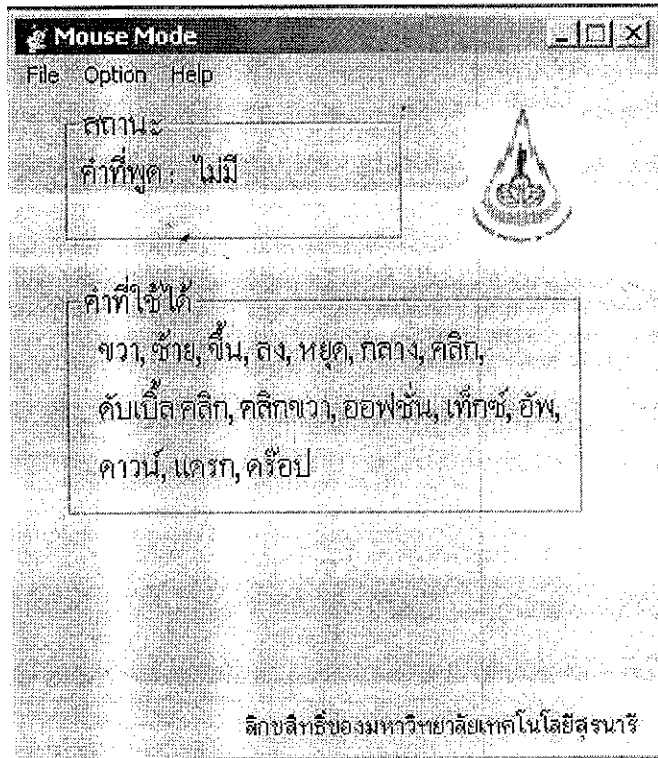 Mouse Mode
File Option Help
สถานะ
คำที่พูด : ไม่มี
คำที่ใช้ได้
ขวา, ซ้าย, ขึ้น, ลง, หยุด, กลาง, คลิก,
ดับเบิ้ลคลิก, คลิกขวา, ออฟชั่น, เท็กซ์, อัพ,
ดาวน์, แดรก, ดร๊อป
ลิขสิทธิ์ของมหาวิทยาลัยเทคโนโลยีสุรนารี